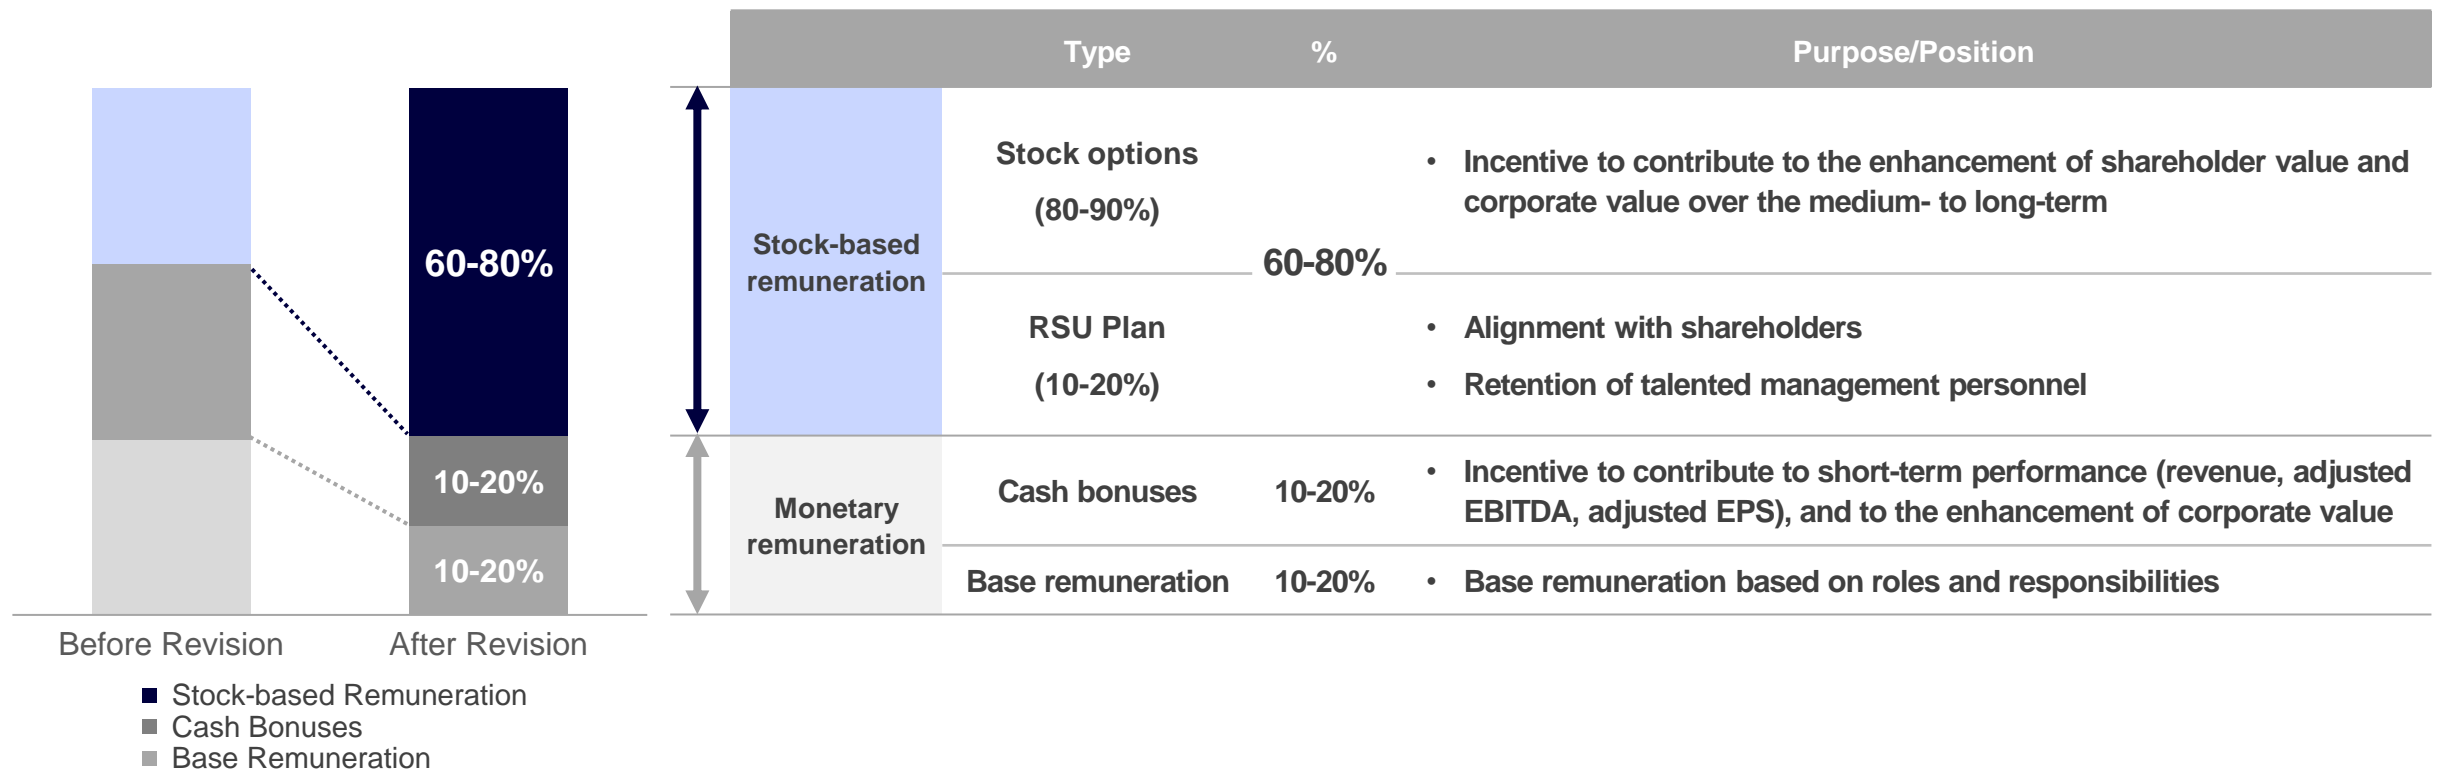 60-80%
10-20%
10-20%
Before Revision
After Revision
Stock-based Remuneration
Cash Bonuses
Base Remuneration
Type
%
Purpose/Position
Stock-based
remuneration
Stock options
(80-90%)
60-80%
• Incentive to contribute to the enhancement of shareholder value and
corporate value over the medium- to long-term
RSU Plan
(10-20%)
• Alignment with shareholders
• Retention of talented management personnel
Monetary
remuneration
Cash bonuses
10-20%
• Incentive to contribute to short-term performance (revenue, adjusted
EBITDA, adjusted EPS), and to the enhancement of corporate value
Base remuneration
10-20%
• Base remuneration based on roles and responsibilities